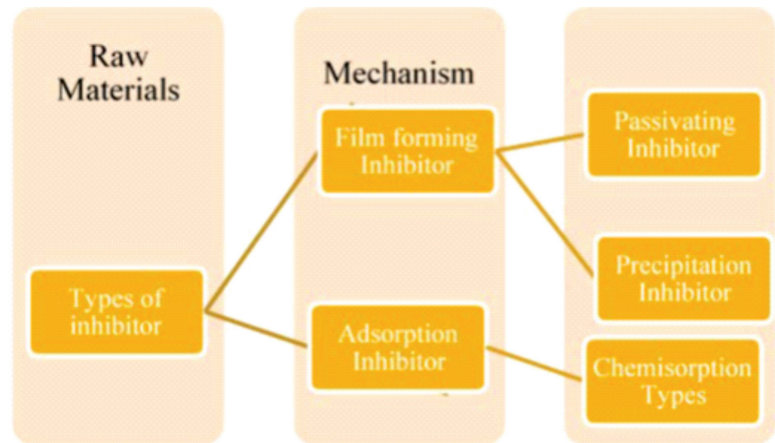 Raw
Materials
Types of
inhibitor
Mechanism
Film forming
Inhibitor
Adsorption
Inhibitor
Passivating
Inhibitor
Precipitation
Inhibitor
Chemisorption
Types